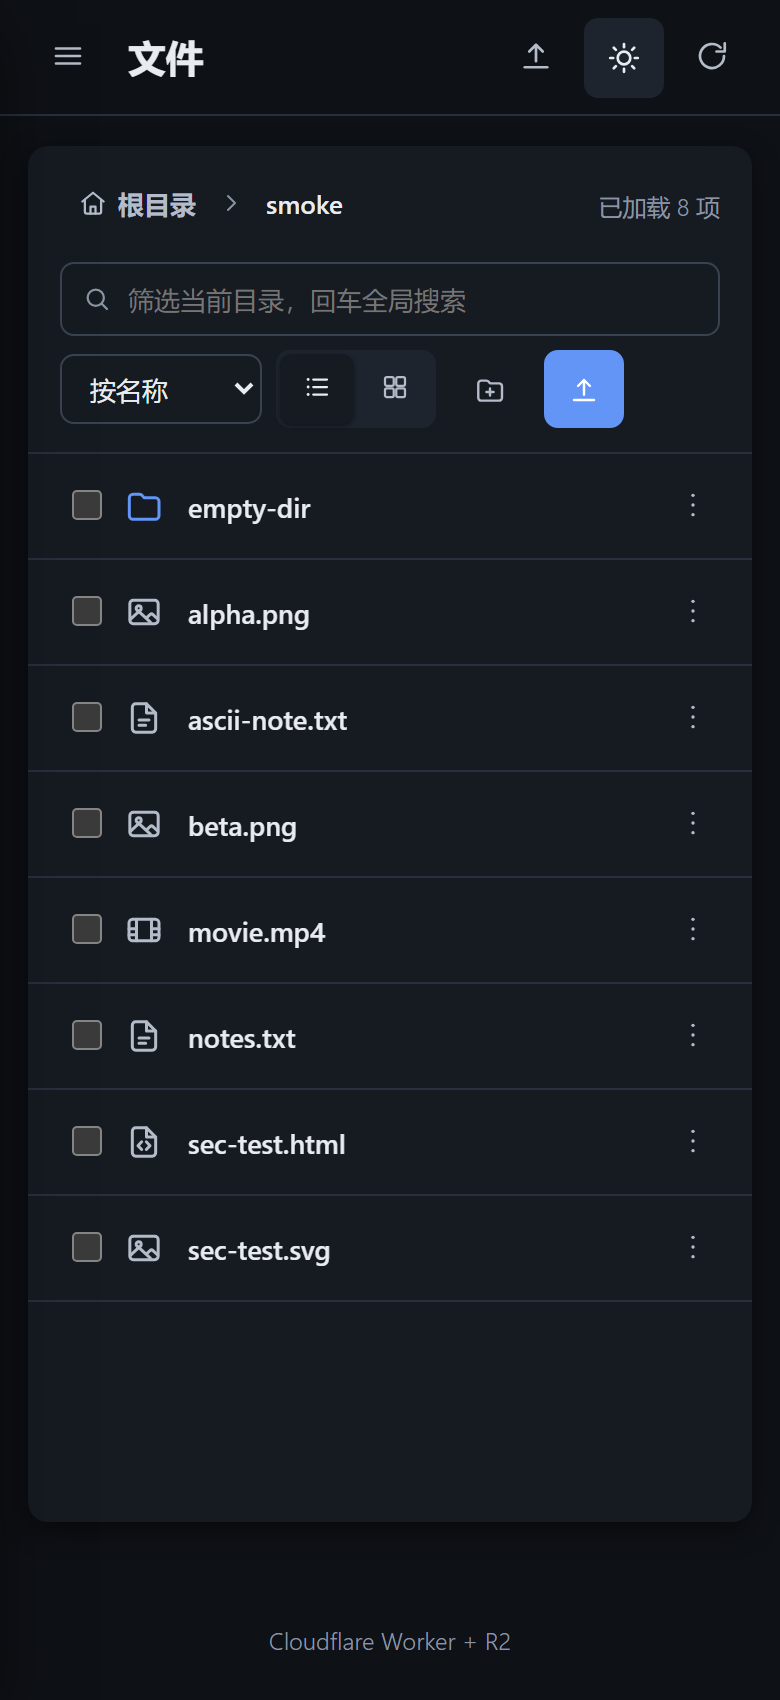 文件
根目录 smoke 已加载 8 项
筛选当前目录，回车全局搜索
按名称
empty-dir
alpha.png
ascii-note.txt
beta.png
movie.mp4
notes.txt
sec-test.html
sec-test.svg
Cloudflare Worker + R2